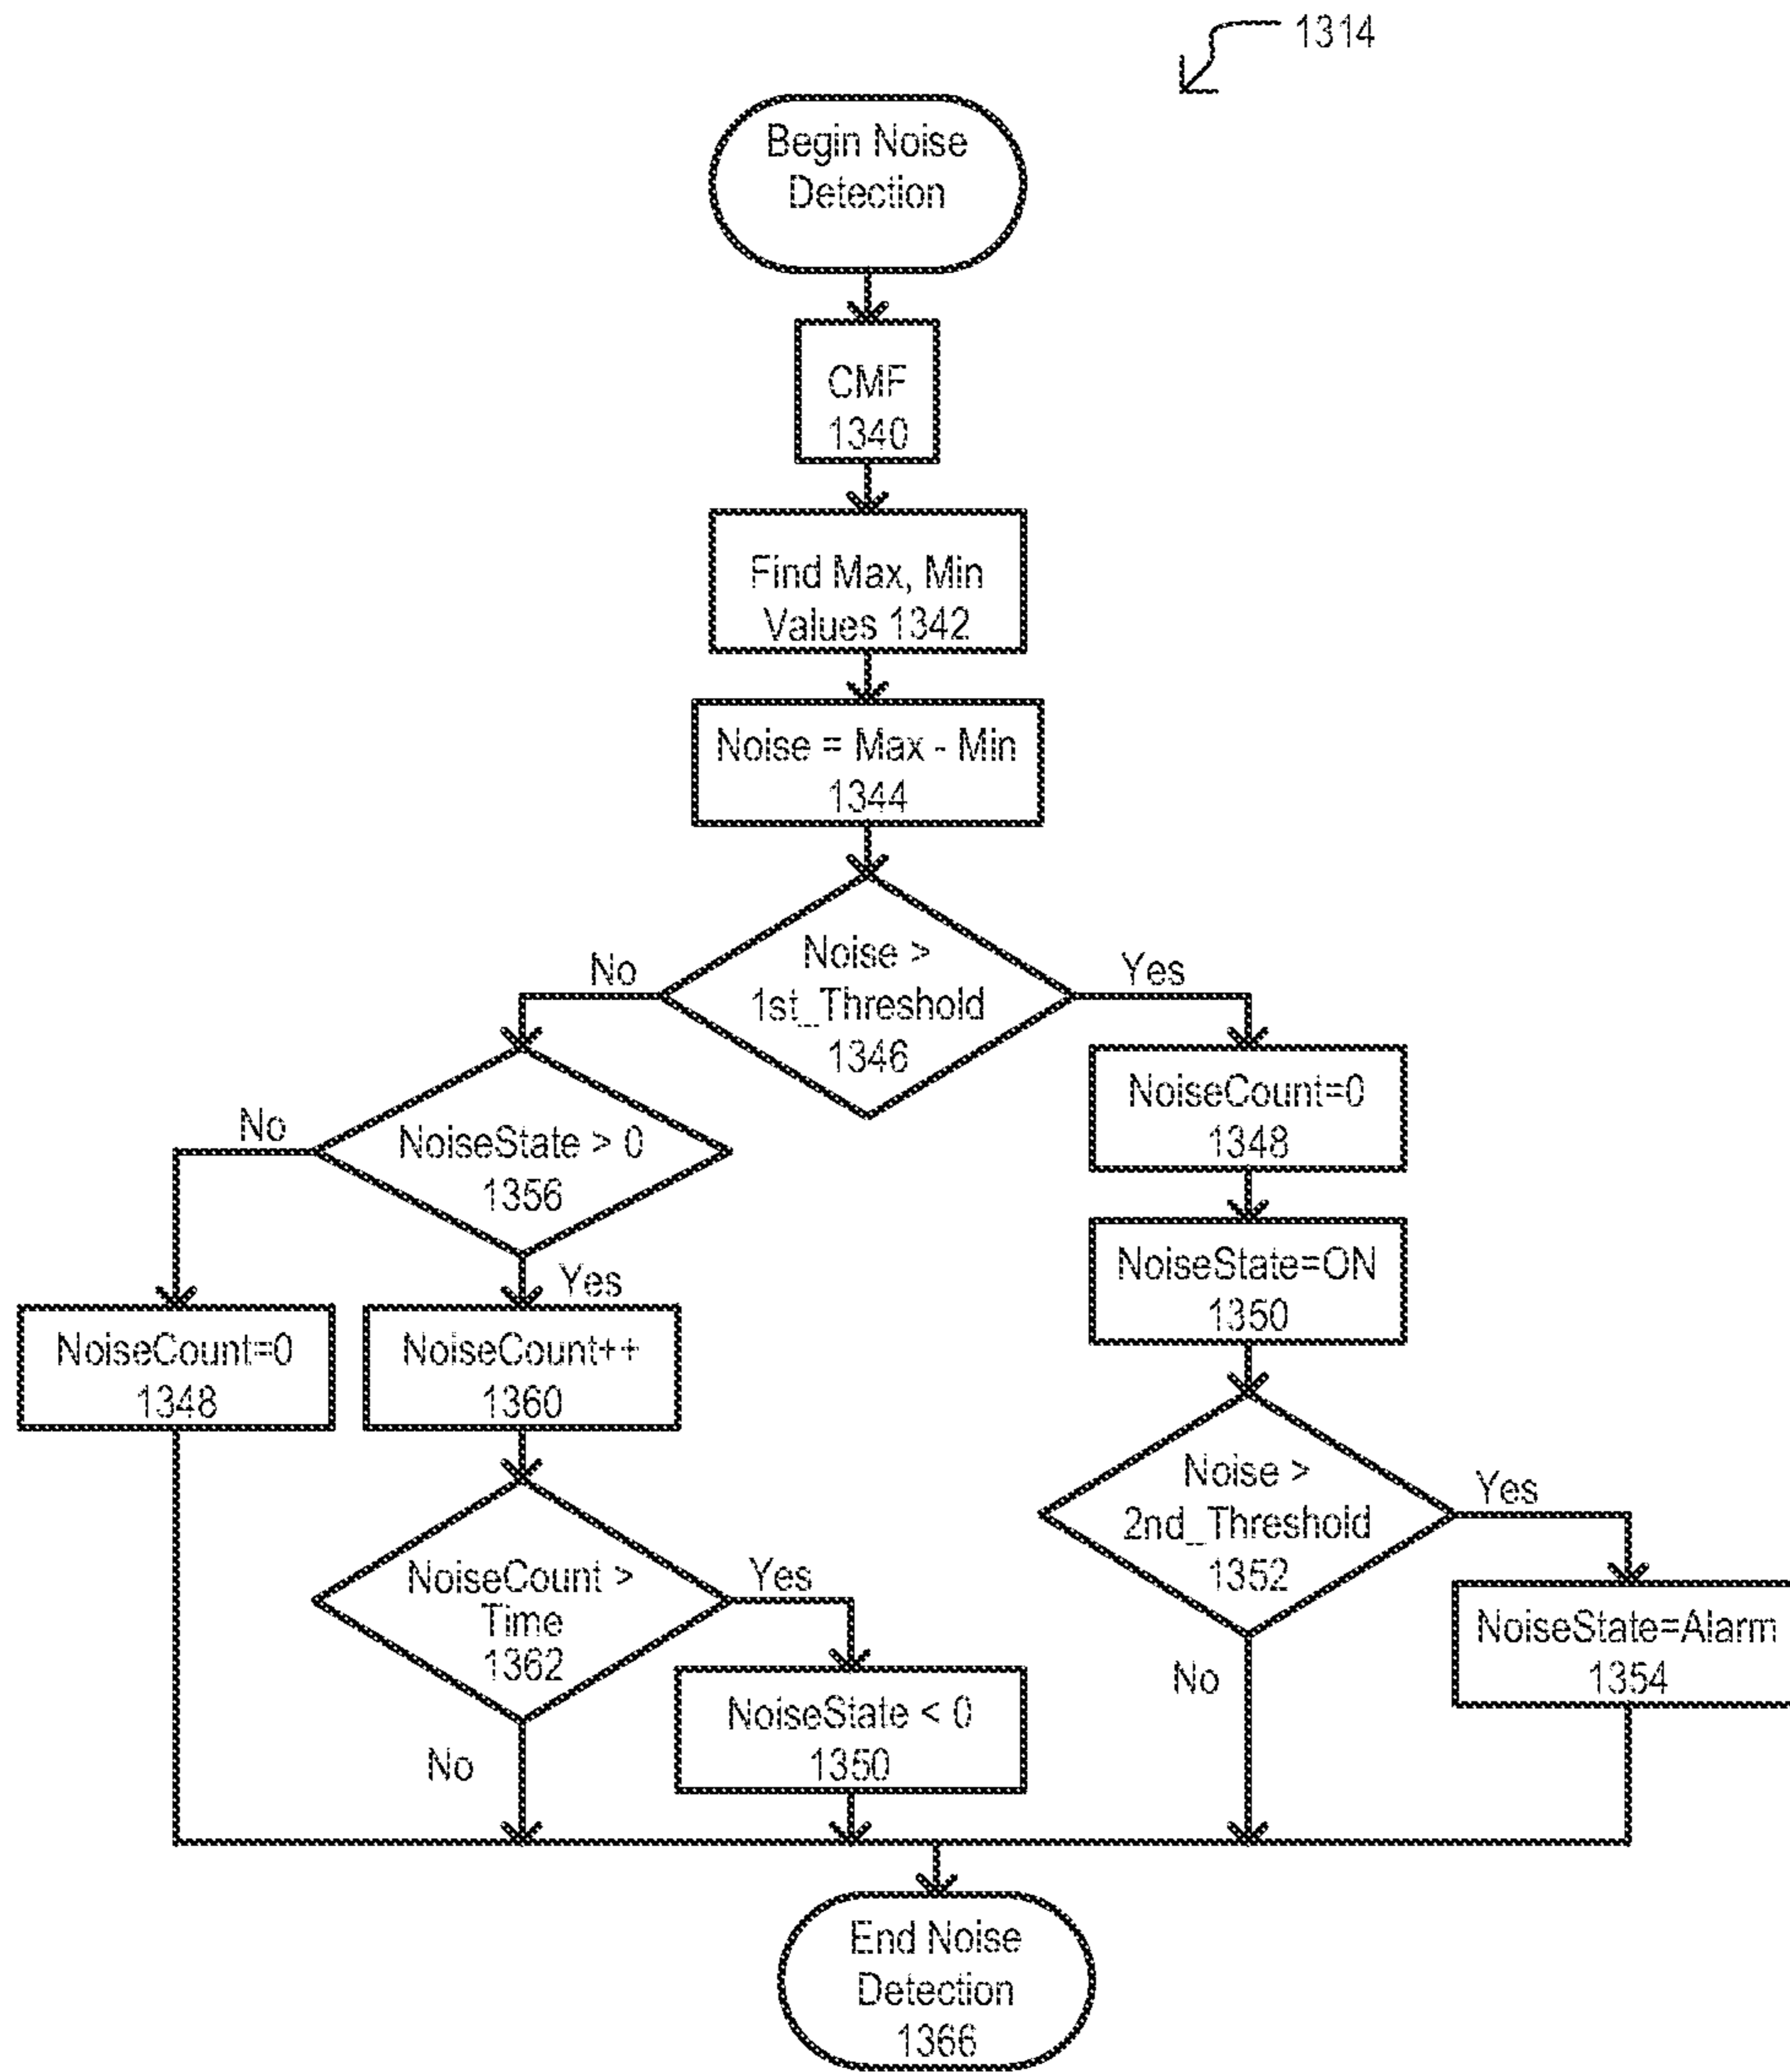 1314
Begin Noise
Detection
CMF
1340
Find Max, Min
Values 1342
Noise = Max - Min
1344
Noise >
1st_Threshold
1346
No
Yes
NoiseState > 0
1356
No
Yes
NoiseCount=0
1348
NoiseState=ON
1350
NoiseCount=0
1348
NoiseCount++
1360
Noise >
2nd_Threshold
1352
Yes
No
NoiseCount >
Time
1362
Yes
No
NoiseState=Alarm
1354
NoiseState < 0
1350
End Noise
Detection
1366